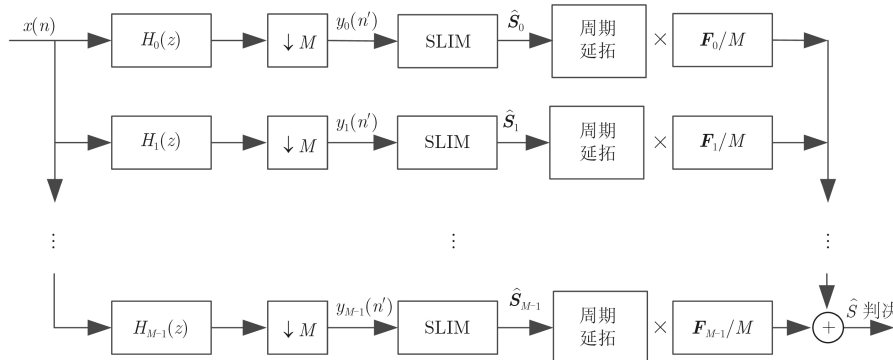 x(n) H₀(z) ↓ M y₀(n′) SLIM Ŝ₀ 周期 延拓 × F₀/M
H₁(z) ↓ M y₁(n′) SLIM Ŝ₁ 周期 延拓 × F₁/M
⋮ ⋮ ⋮
H_{M−1}(z) ↓ M y_{M−1}(n′) SLIM Ŝ_{M−1} 周期 延拓 × F_{M−1}/M + Ŝ 判决